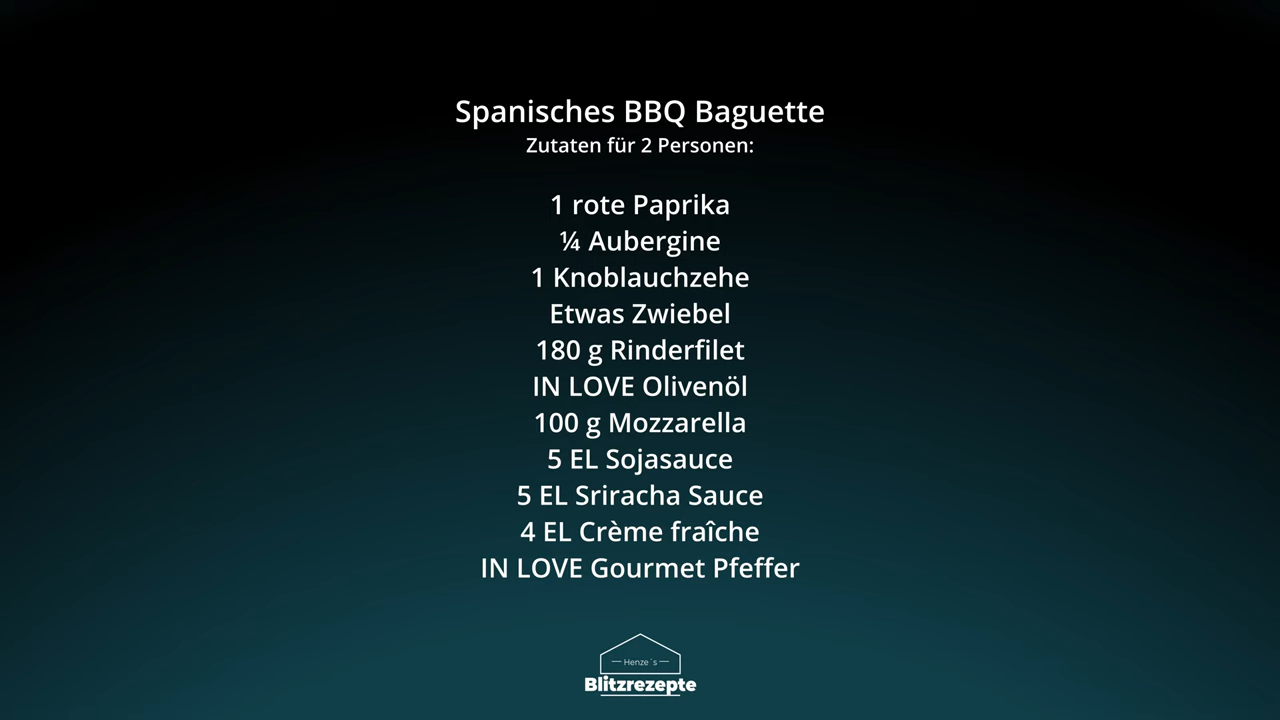 Spanisches BBQ Baguette
Zutaten für 2 Personen:
1 rote Paprika
¼ Aubergine
1 Knoblauchzehe
Etwas Zwiebel
180 g Rinderfilet
IN LOVE Olivenöl
100 g Mozzarella
5 EL Sojasauce
5 EL Sriracha Sauce
4 EL Crème fraîche
IN LOVE Gourmet Pfeffer
Henze´s
Blitzrezepte